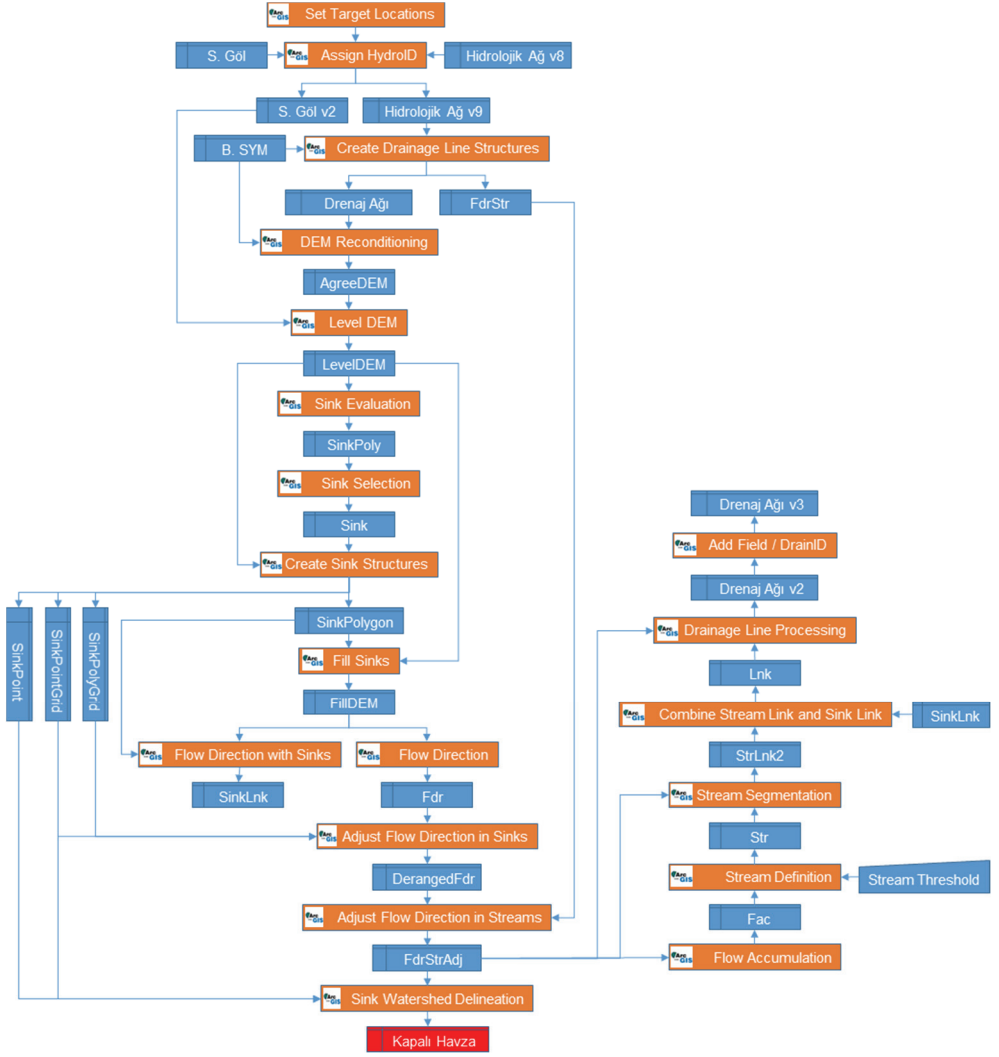 Set Target Locations
S. Göl
Assign HydroID
Hidrolojik Ağ v8
S. Göl v2
Hidrolojik Ağ v9
B. SYM
Create Drainage Line Structures
Drenaj Ağı
FdrStr
DEM Reconditioning
AgreeDEM
Level DEM
LevelDEM
Sink Evaluation
SinkPoly
Sink Selection
Sink
Create Sink Structures
SinkPoint
SinkPointGrid
SinkPolyGrd
SinkPolygon
Fill Sinks
FillDEM
Flow Direction with Sinks
Flow Direction
SinkLnk
Fdr
Adjust Flow Direction in Sinks
DerangedFdr
Adjust Flow Direction in Streams
FdrStrAdj
Sink Watershed Delineation
Kapalı Havza
Drenaj Ağı v3
Add Field / DrainID
Drenaj Ağı v2
Drainage Line Processing
Lnk
Combine Stream Link and Sink Link
SinkLnk
StrLnk2
Stream Segmentation
Str
Stream Definition
Stream Threshold
Fac
Flow Accumulation